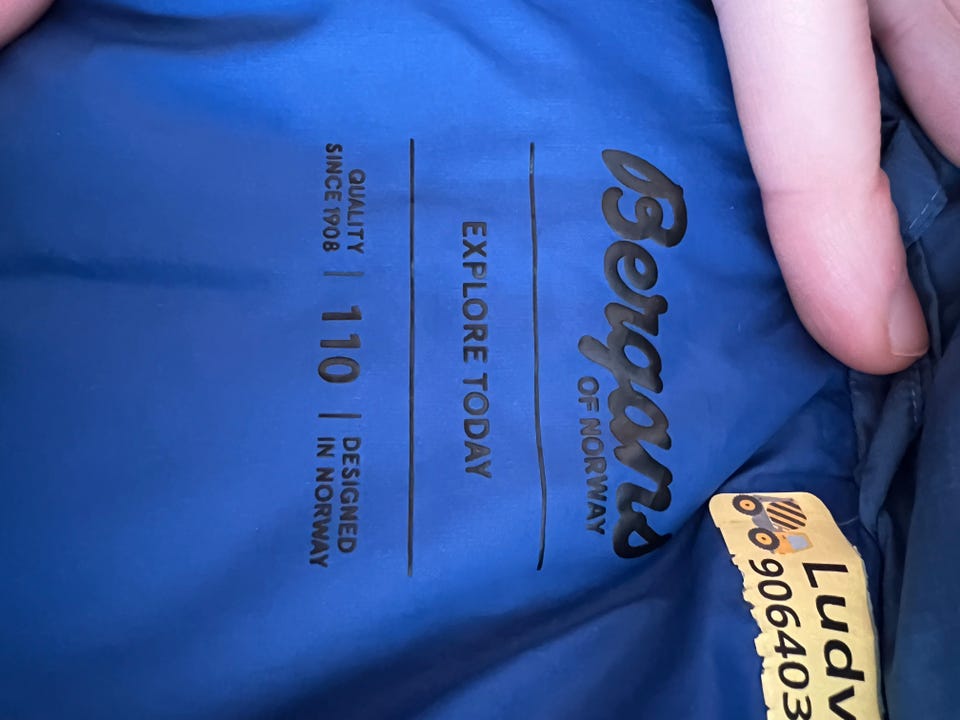 Bergans
OF NORWAY
EXPLORE TODAY
QUALITY
SINCE 1908 | 110 | DESIGNED
IN NORWAY
Ludv
906403